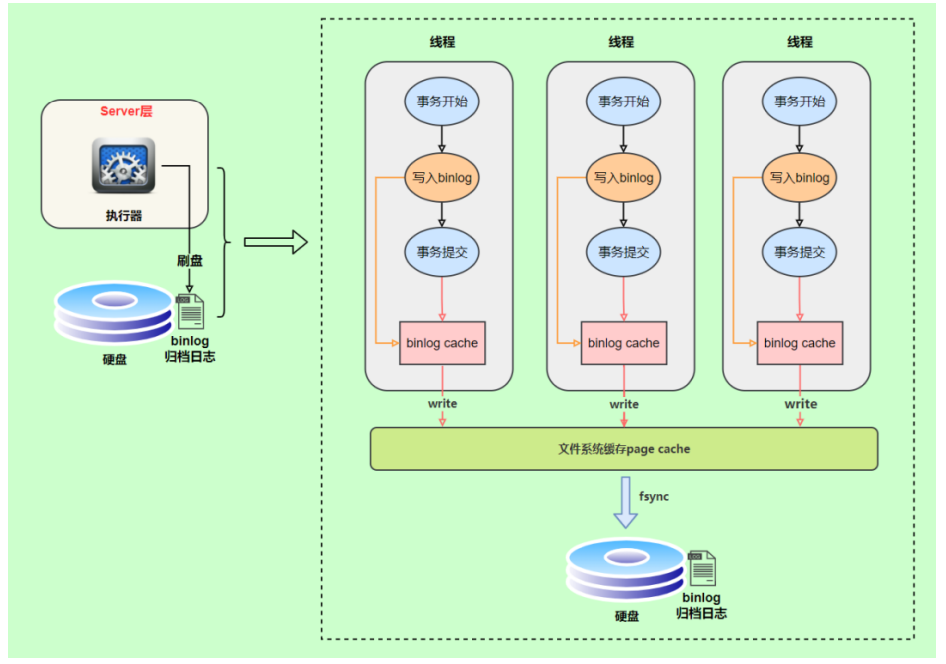 Server层
执行器
刷盘
硬盘
binlog
归档日志
线程
线程
线程
事务开始
事务开始
事务开始
写入binlog
写入binlog
写入binlog
事务提交
事务提交
事务提交
binlog cache
binlog cache
binlog cache
write
write
write
文件系统缓存page cache
fsync
硬盘
binlog
归档日志